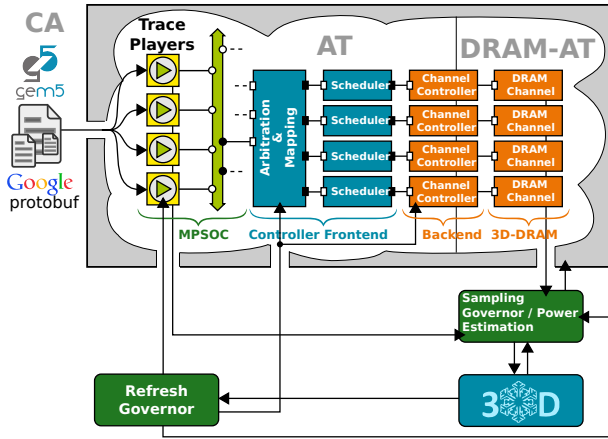 CA
gem5
Google
protobuf
Trace
Players
AT
DRAM-AT
Arbitration
&
Mapping
Scheduler
Scheduler
Scheduler
Scheduler
Channel
Controller
Channel
Controller
Channel
Controller
Channel
Controller
DRAM
Channel
DRAM
Channel
DRAM
Channel
DRAM
Channel
MPSOC
Controller Frontend
Backend
3D-DRAM
Sampling
Governor / Power
Estimation
Refresh
Governor
3D